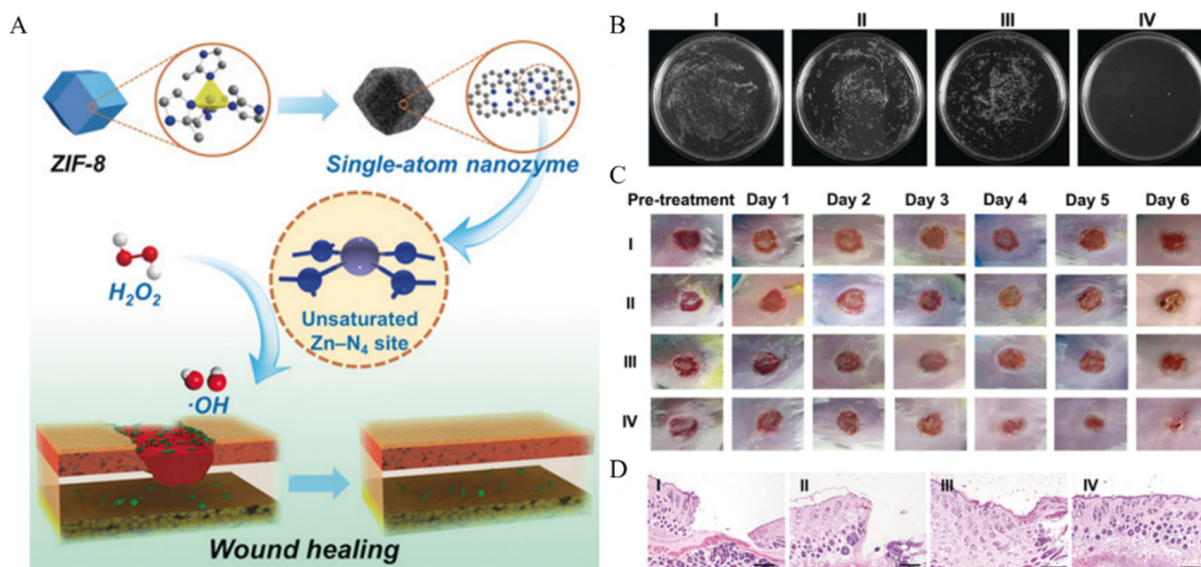 A
ZIF-8
Single-atom nanozyme
H₂O₂
Unsaturated
Zn–N₄ site
·OH
Wound healing
B
I II III IV
C
Pre-treatment Day 1 Day 2 Day 3 Day 4 Day 5 Day 6
I
II
III
IV
D
I II III IV